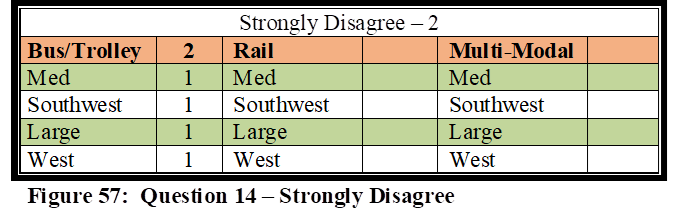 Strongly Disagree – 2
Bus/Trolley 2 Rail Multi-Modal
Med 1 Med Med
Southwest 1 Southwest Southwest
Large 1 Large Large
West 1 West West
Figure 57: Question 14 – Strongly Disagree